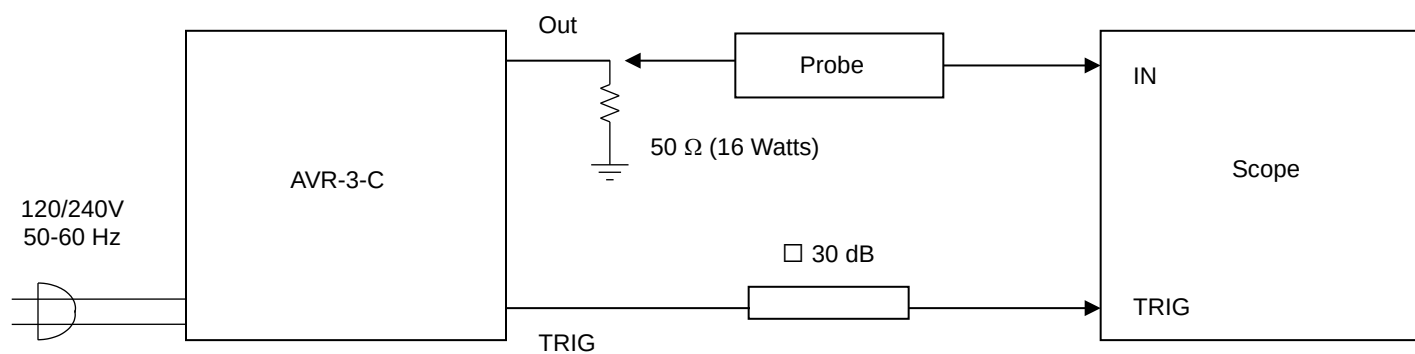 Out
Probe
IN
50 Ω (16 Watts)
AVR-3-C
Scope
120/240V
50-60 Hz
□ 30 dB
TRIG
TRIG